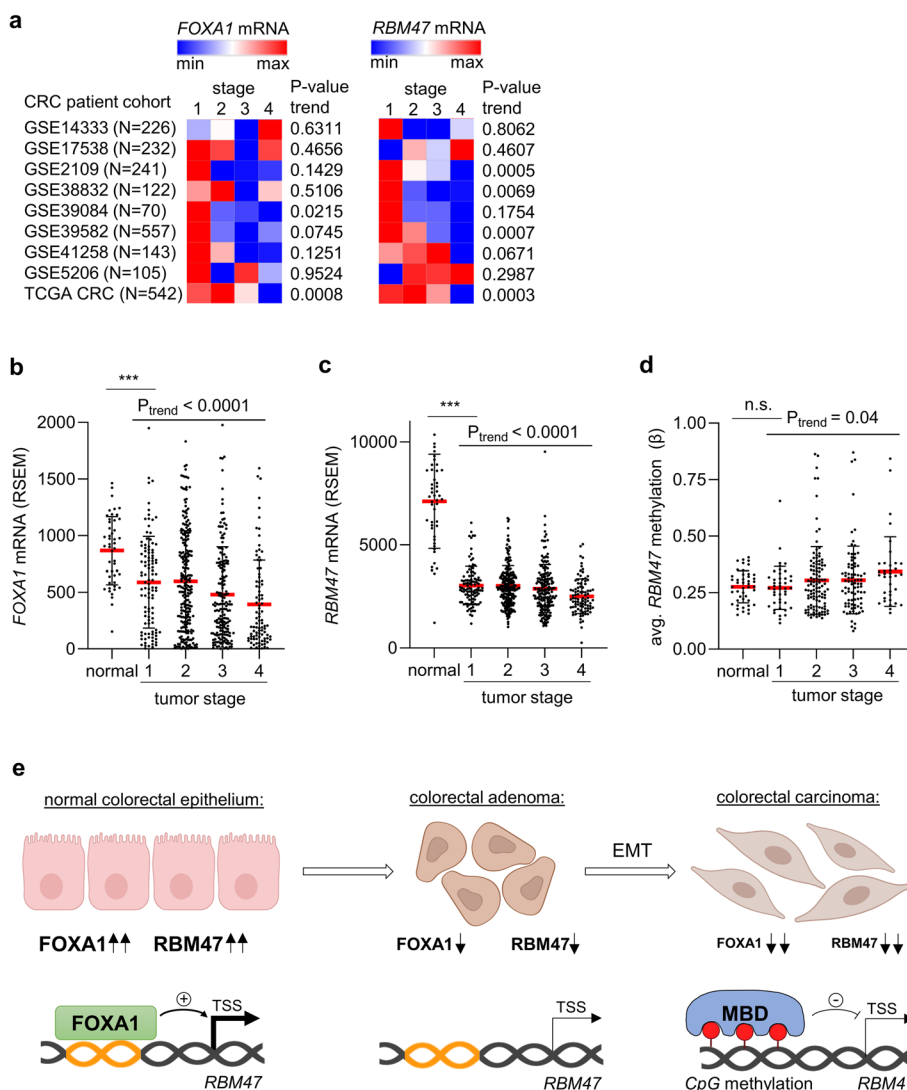 a
FOXA1 mRNA RBM47 mRNA
min max min max
CRC patient cohort stage P-value trend stage P-value trend
1 2 3 4 1 2 3 4
GSE14333 (N=226) 0.6311 0.8062
GSE17538 (N=232) 0.4656 0.4607
GSE2109 (N=241) 0.1429 0.0005
GSE38832 (N=122) 0.5106 0.0069
GSE39084 (N=70) 0.0215 0.1754
GSE39582 (N=557) 0.0745 0.0007
GSE41258 (N=143) 0.1251 0.0671
GSE5206 (N=105) 0.9524 0.2987
TCGA CRC (N=542) 0.0008 0.0003
b
***
Ptrend < 0.0001
FOXA1 mRNA (RSEM)
2000
1500
1000
500
0
normal 1 2 3 4
tumor stage
c
***
Ptrend < 0.0001
RBM47 mRNA (RSEM)
10000
5000
0
normal 1 2 3 4
tumor stage
d
n.s.
Ptrend = 0.04
avg. RBM47 methylation (β)
1.00
0.75
0.50
0.25
0.00
normal 1 2 3 4
tumor stage
e
normal colorectal epithelium: colorectal adenoma: colorectal carcinoma:
EMT
FOXA1↑↑ RBM47↑↑ FOXA1↓ RBM47↓ FOXA1↓↓ RBM47↓↓
FOXA1 + TSS TSS MBD − TSS
RBM47 RBM47 CpG methylation RBM4